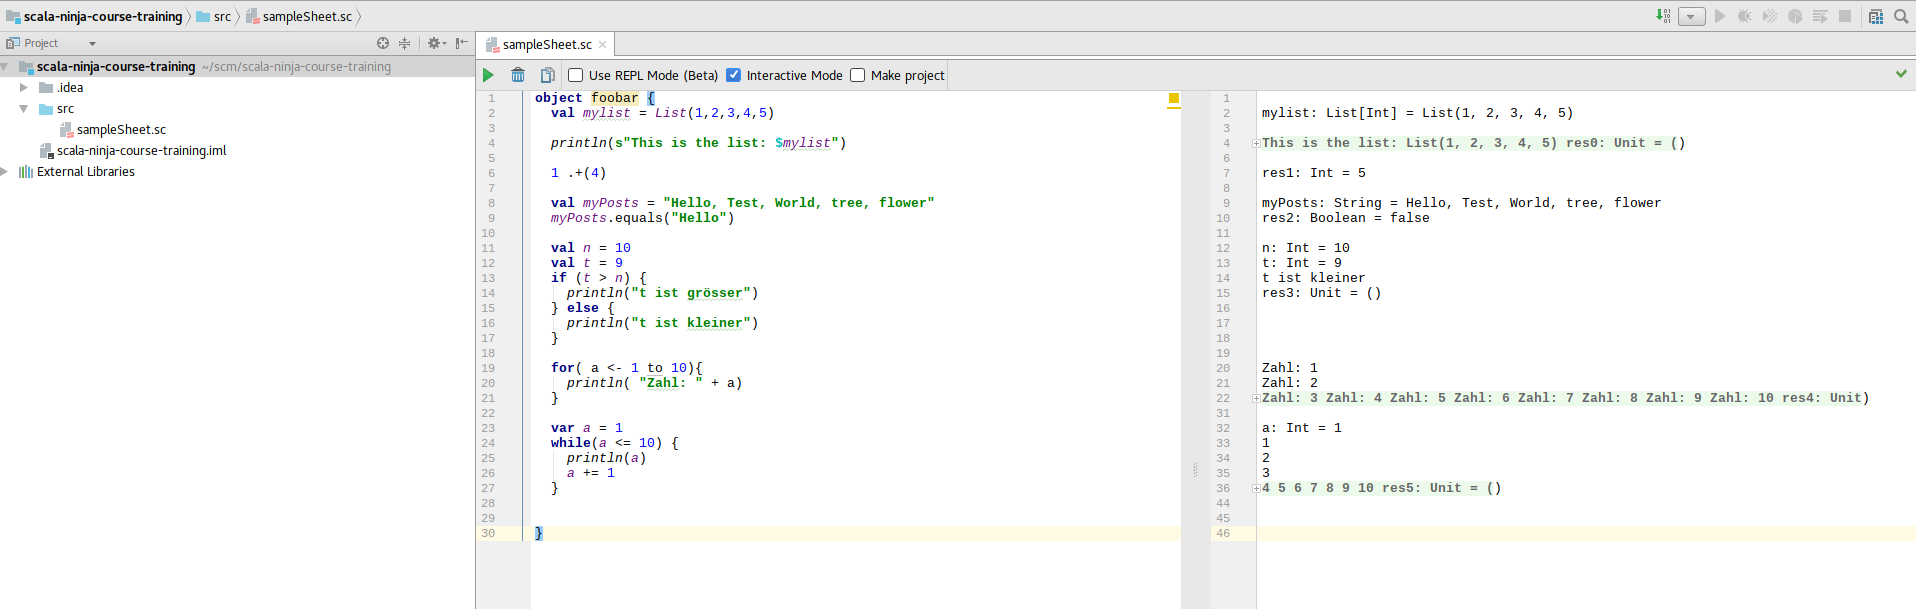 scala-ninja-course-training src sampleSheet.sc
Project
scala-ninja-course-training ~/scm/scala-ninja-course-training
.idea
src
sampleSheet.sc
scala-ninja-course-training.iml
External Libraries
sampleSheet.sc
Use REPL Mode (Beta) Interactive Mode Make project
1 object foobar {
2 val mylist = List(1,2,3,4,5)
3
4 println(s"This is the list: $mylist")
5
6 1 .+(4)
7
8 val myPosts = "Hello, Test, World, tree, flower"
9 myPosts.equals("Hello")
10
11 val n = 10
12 val t = 9
13 if (t > n) {
14 println("t ist grösser")
15 } else {
16 println("t ist kleiner")
17 }
18
19 for( a <- 1 to 10){
20 println( "Zahl: " + a)
21 }
22
23 var a = 1
24 while(a <= 10) {
25 println(a)
26 a += 1
27 }
28
29
30 }
1
2 mylist: List[Int] = List(1, 2, 3, 4, 5)
3
4 This is the list: List(1, 2, 3, 4, 5) res0: Unit = ()
6
7 res1: Int = 5
8
9 myPosts: String = Hello, Test, World, tree, flower
10 res2: Boolean = false
11
12 n: Int = 10
13 t: Int = 9
14 t ist kleiner
15 res3: Unit = ()
16
17
18
19
20 Zahl: 1
21 Zahl: 2
22 Zahl: 3 Zahl: 4 Zahl: 5 Zahl: 6 Zahl: 7 Zahl: 8 Zahl: 9 Zahl: 10 res4: Unit)
31
32 a: Int = 1
33 1
34 2
35 3
36 4 5 6 7 8 9 10 res5: Unit = ()
44
45
46